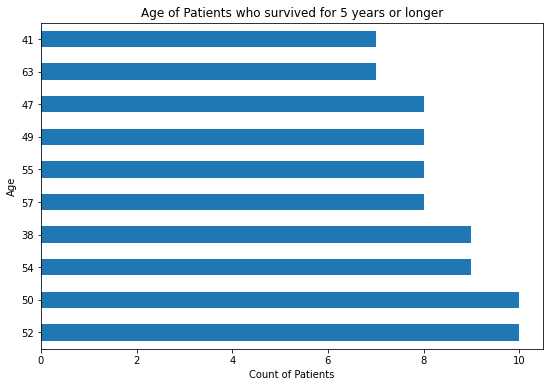 Age of Patients who survived for 5 years or longer
41
63
47
49
55
57
38
54
50
52
Age
0 2 4 6 8 10
Count of Patients